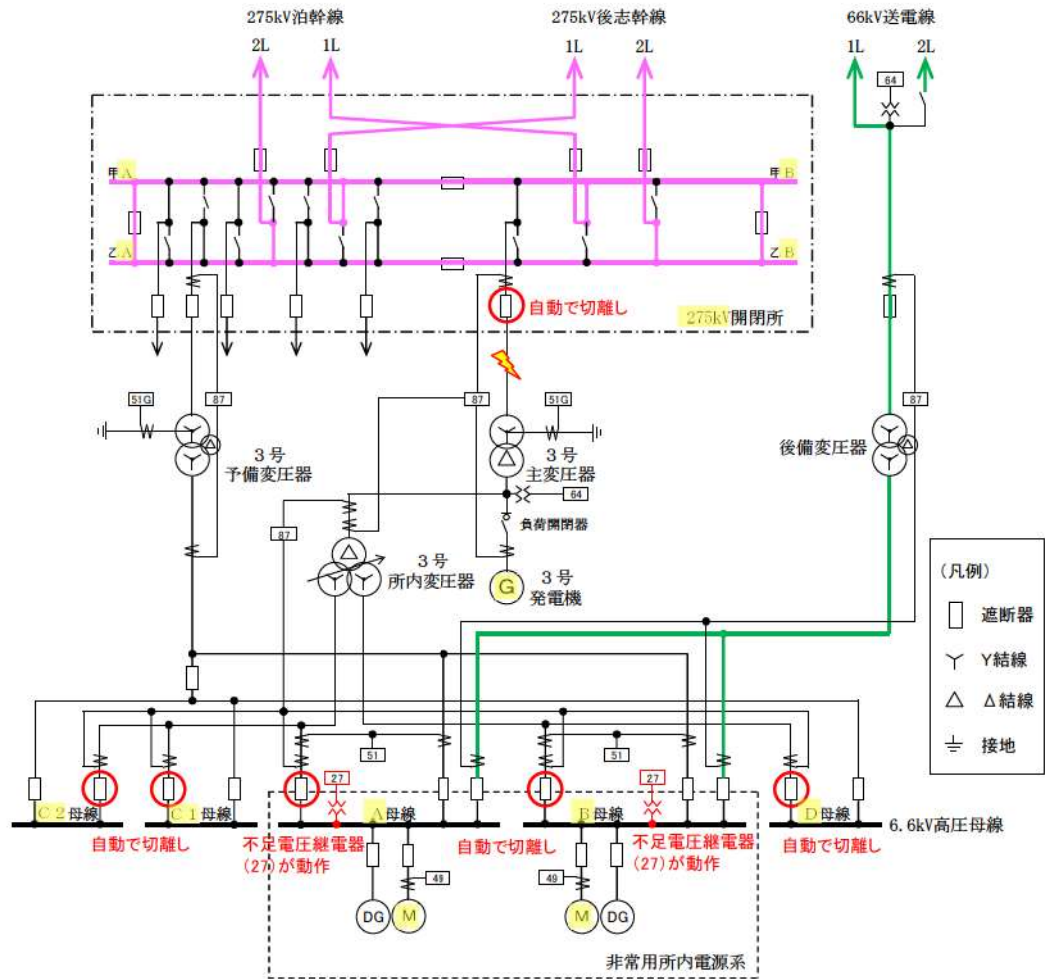 275kV泊幹線
275kV後志幹線
66kV送電線
2L
1L
1L
2L
1L
2L
64
甲A
甲B
乙A
乙B
自動で切離し
275kV開閉所
51G
87
87
51G
87
3号
予備変圧器
3号
主変圧器
後備変圧器
64
87
負荷開閉器
3号
所内変圧器
G
3号
発電機
(凡例)
遮断器
Y結線
Δ結線
接地
51
51
27
27
C2母線
C1母線
A母線
B母線
D母線
6.6kV高圧母線
自動で切離し
不足電圧継電器
(27)が動作
自動で切離し
不足電圧継電器
(27)が動作
自動で切離し
49
49
DG
M
M
DG
非常用所内電源系